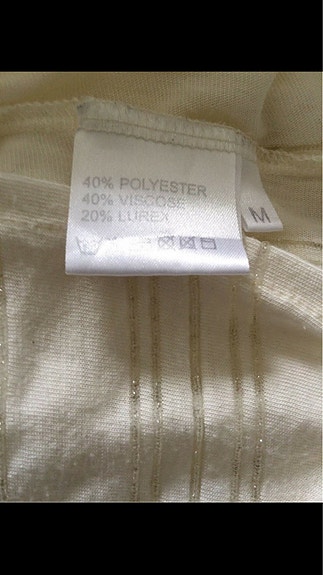 40% POLYESTER
40% VISCOSE
20% LUREX
M